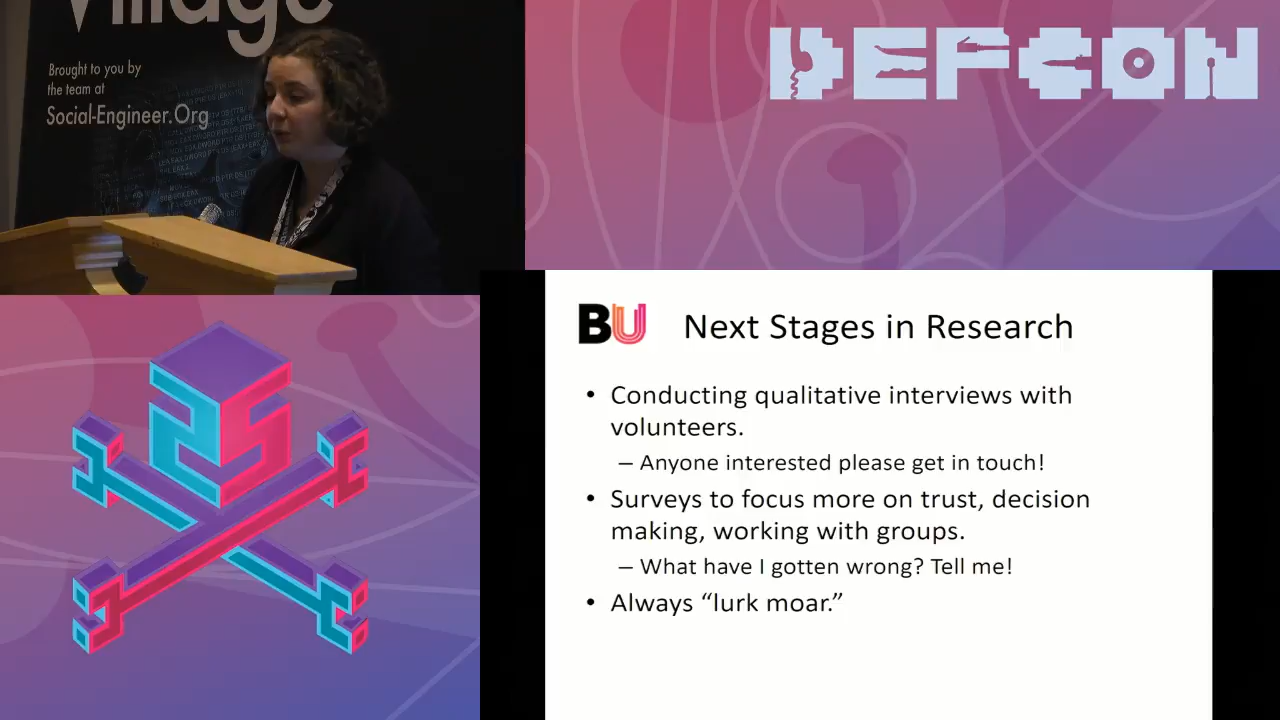 Village
Brought to you by
the team at
Social-Engineer.Org
DEFCON
BU Next Stages in Research
• Conducting qualitative interviews with
volunteers.
– Anyone interested please get in touch!
• Surveys to focus more on trust, decision
making, working with groups.
– What have I gotten wrong? Tell me!
• Always “lurk moar.”